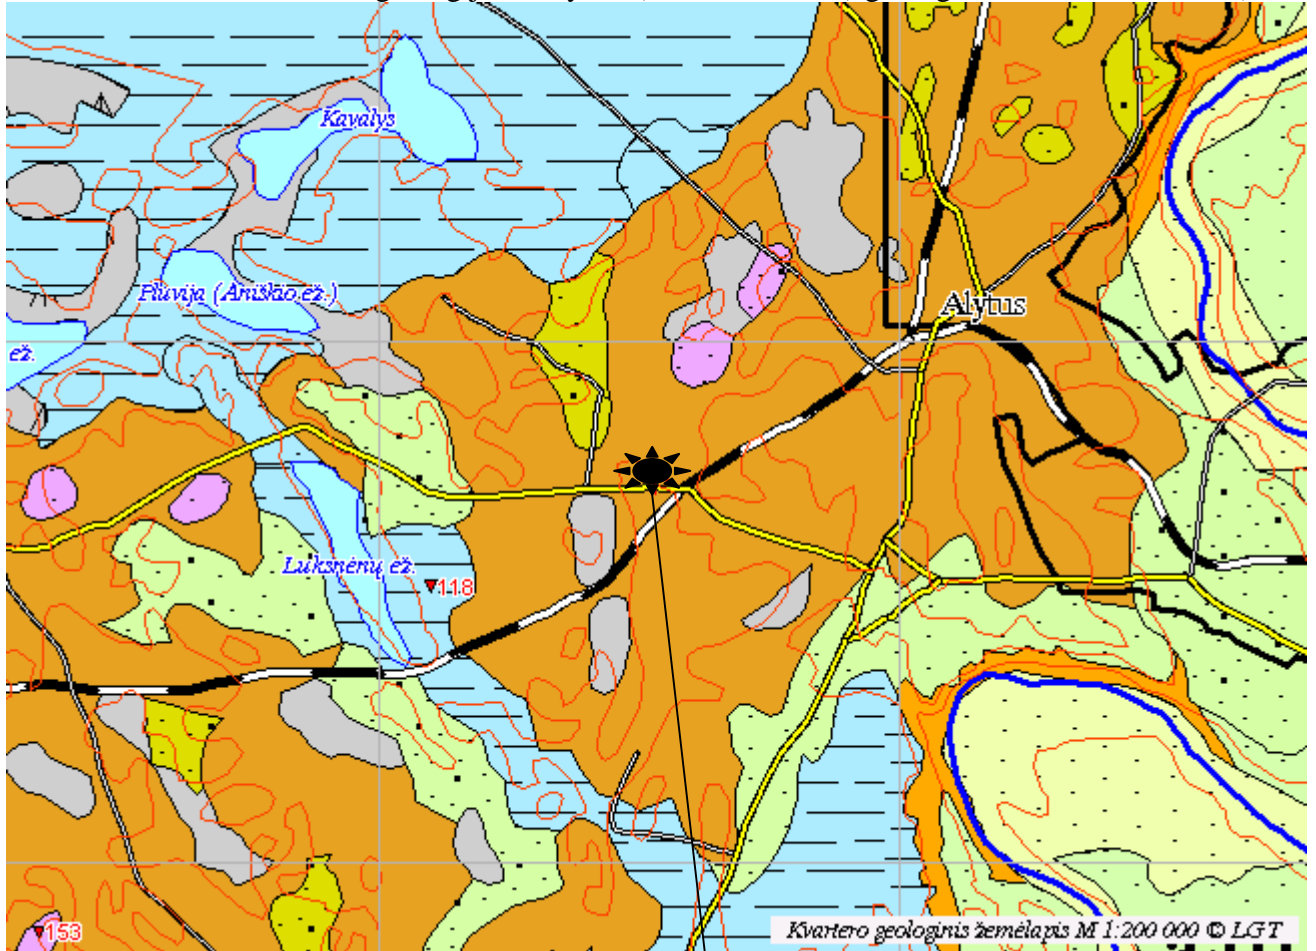 Kavalys
Pluvija (Aniškio ež.)
Alytus
ež.
Luksnėnų ež.
118
153
Kvartero geologinis žemėlapis M 1:200 000 © LGT